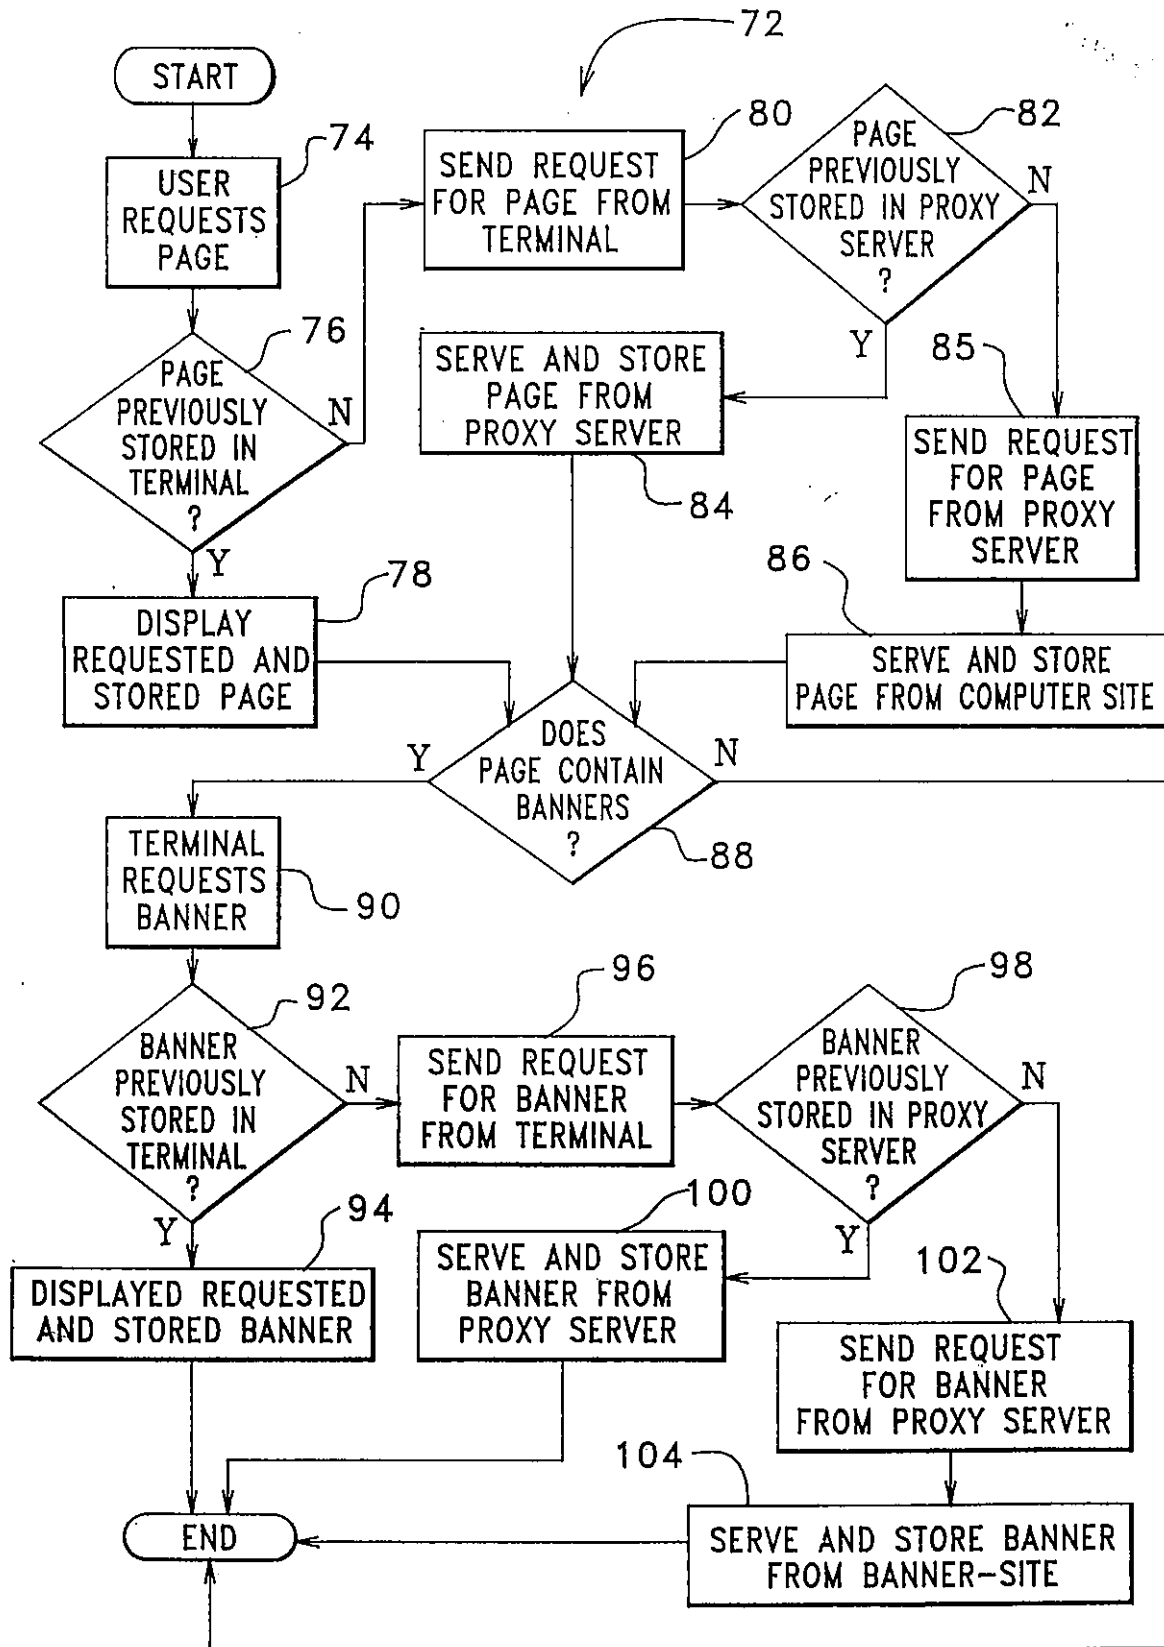 72
START
74
USER
REQUESTS
PAGE
76
PAGE
PREVIOUSLY
STORED IN
TERMINAL
?
N
Y
78
DISPLAY
REQUESTED AND
STORED PAGE
80
SEND REQUEST
FOR PAGE FROM
TERMINAL
82
PAGE
PREVIOUSLY
STORED IN PROXY
SERVER
?
N
Y
SERVE AND STORE
PAGE FROM
PROXY SERVER
84
85
SEND REQUEST
FOR PAGE
FROM PROXY
SERVER
86
SERVE AND STORE
PAGE FROM COMPUTER SITE
DOES
PAGE CONTAIN
BANNERS
?
Y
N
88
TERMINAL
REQUESTS
BANNER
90
92
BANNER
PREVIOUSLY
STORED IN
TERMINAL
?
N
Y
94
DISPLAYED REQUESTED
AND STORED BANNER
96
SEND REQUEST
FOR BANNER
FROM TERMINAL
98
BANNER
PREVIOUSLY
STORED IN PROXY
SERVER
?
N
Y
100
SERVE AND STORE
BANNER FROM
PROXY SERVER
102
SEND REQUEST
FOR BANNER
FROM PROXY SERVER
104
SERVE AND STORE BANNER
FROM BANNER-SITE
END